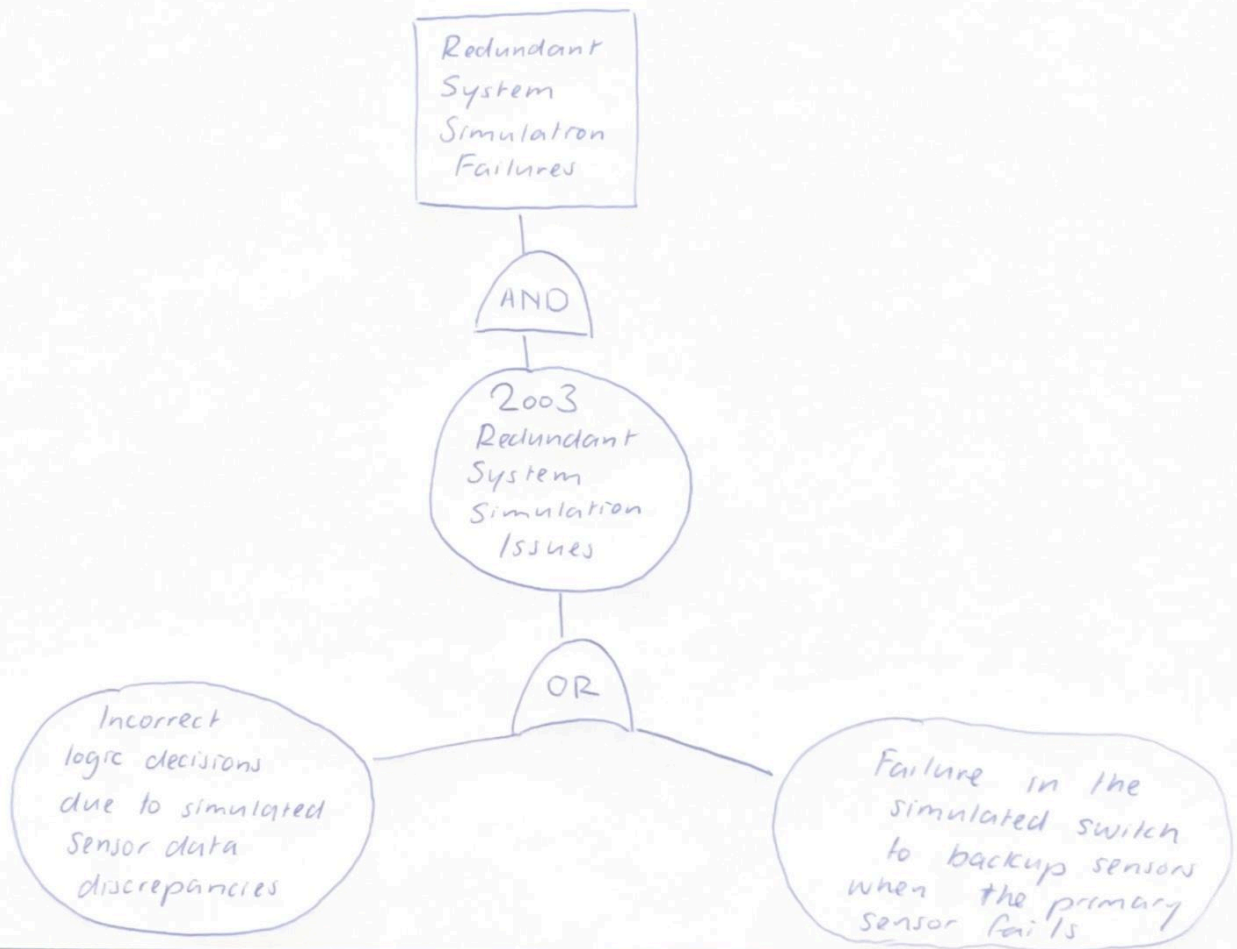 Redundant
System
Simulation
Failures
AND
2003
Redundant
System
Simulation
Issues
OR
Incorrect
logic decisions
due to simulated
sensor data
discrepancies
Failure in the
simulated switch
to backup sensors
when the primary
sensor fails